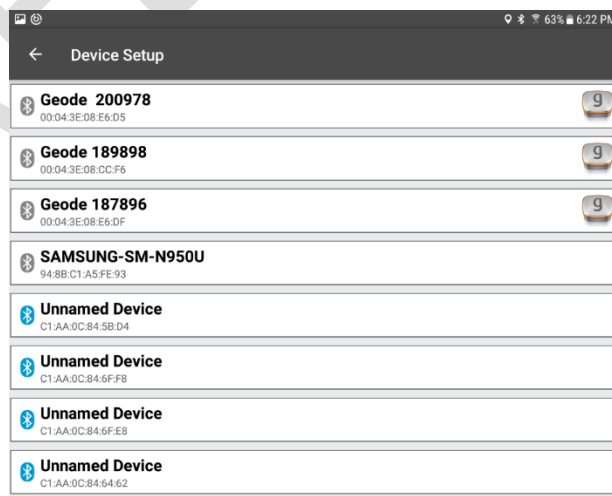 63% 6:22 PM
Device Setup
Geode 200978
00:04:3E:08:E6:D5
g
Geode 189898
00:04:3E:08:CC:F6
g
Geode 187896
00:04:3E:08:E6:DF
g
SAMSUNG-SM-N950U
94:8B:C1:A5:FE:93
Unnamed Device
C1:AA:0C:84:5B:D4
Unnamed Device
C1:AA:0C:84:6F:F8
Unnamed Device
C1:AA:0C:84:6F:E8
Unnamed Device
C1:AA:0C:84:64:62